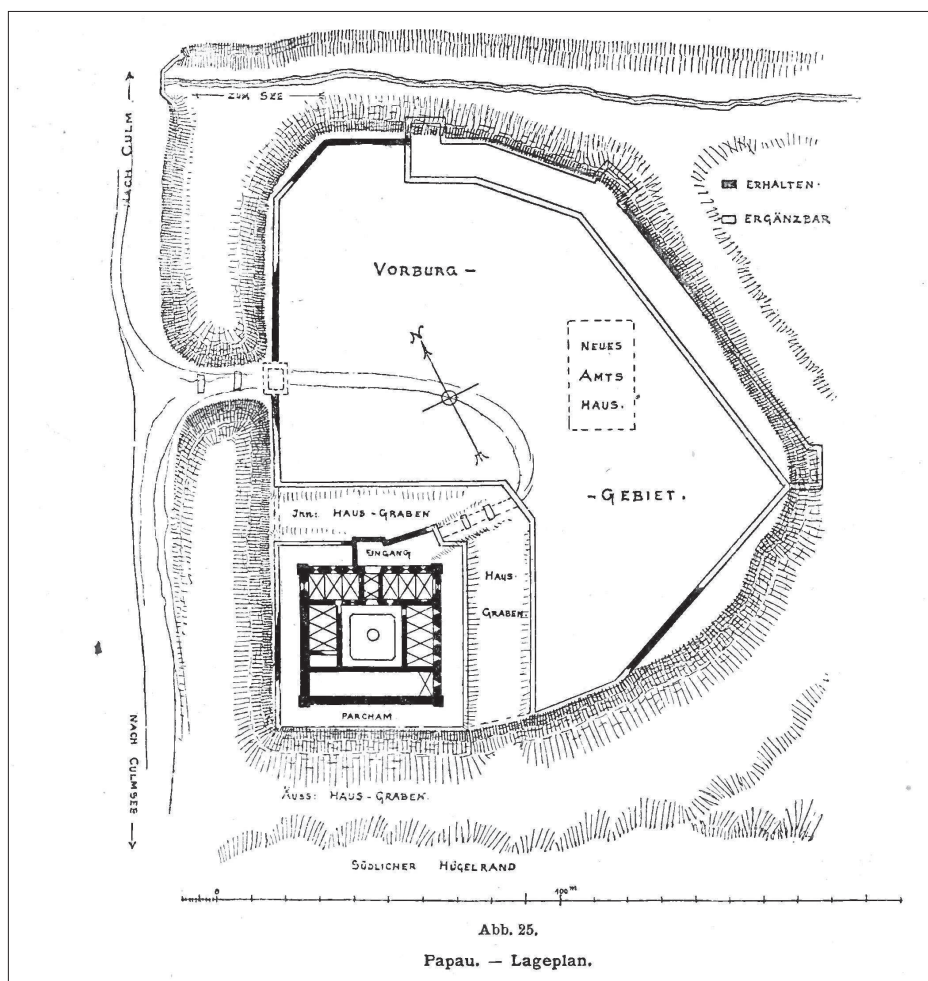 NACH CULM
ZUM SEE
ERHALTEN.
ERGÄNZBAR
VORBURG -
N
NEUES
AMTS
HAUS.
- GEBIET.
Inn: HAUS - GRABEN
EINGANG
HAUS-
GRABEN.
PARCHAM
NACH CULMSEE
ÄUSS: HAUS-GRABEN.
SÜDLICHER HÜGELRAND
0
100 m
Abb. 25.
Papau. — Lageplan.